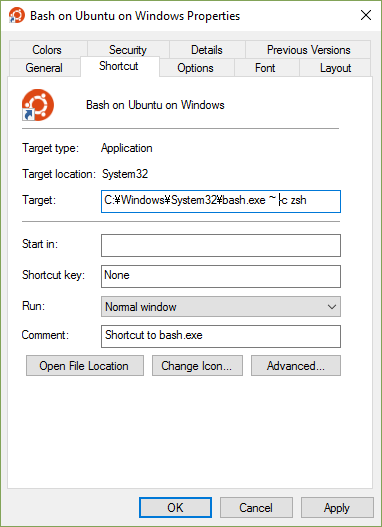 Bash on Ubuntu on Windows Properties
Colors Security Details Previous Versions
General Shortcut Options Font Layout
Bash on Ubuntu on Windows
Target type: Application
Target location: System32
Target: C:¥Windows¥System32¥bash.exe ~ -c zsh
Start in:
Shortcut key: None
Run: Normal window
Comment: Shortcut to bash.exe
Open File Location Change Icon... Advanced...
OK Cancel Apply